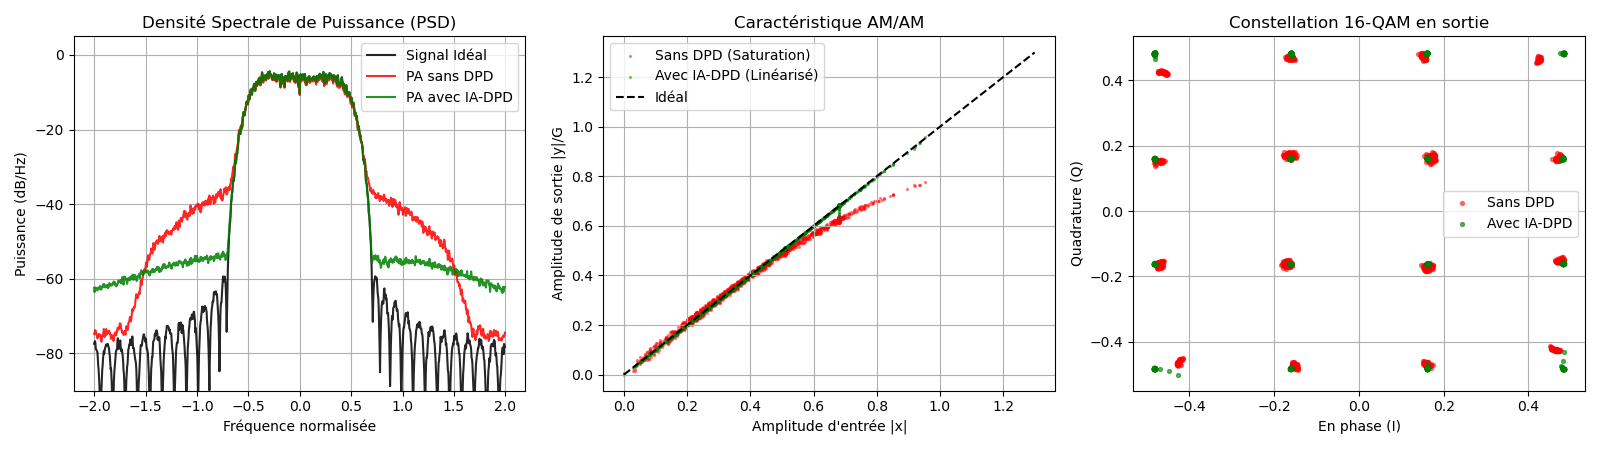 Densité Spectrale de Puissance (PSD)
Puissance (dB/Hz)
0
−20
−40
−60
−80
Signal Idéal
PA sans DPD
PA avec IA-DPD
−2.0 −1.5 −1.0 −0.5 0.0 0.5 1.0 1.5 2.0
Fréquence normalisée
Caractéristique AM/AM
Amplitude de sortie |y|/G
1.2
1.0
0.8
0.6
0.4
0.2
0.0
Sans DPD (Saturation)
Avec IA-DPD (Linéarisé)
Idéal
0.0 0.2 0.4 0.6 0.8 1.0 1.2
Amplitude d'entrée |x|
Constellation 16-QAM en sortie
Quadrature (Q)
0.4
0.2
0.0
−0.2
−0.4
Sans DPD
Avec IA-DPD
−0.4 −0.2 0.0 0.2 0.4
En phase (I)